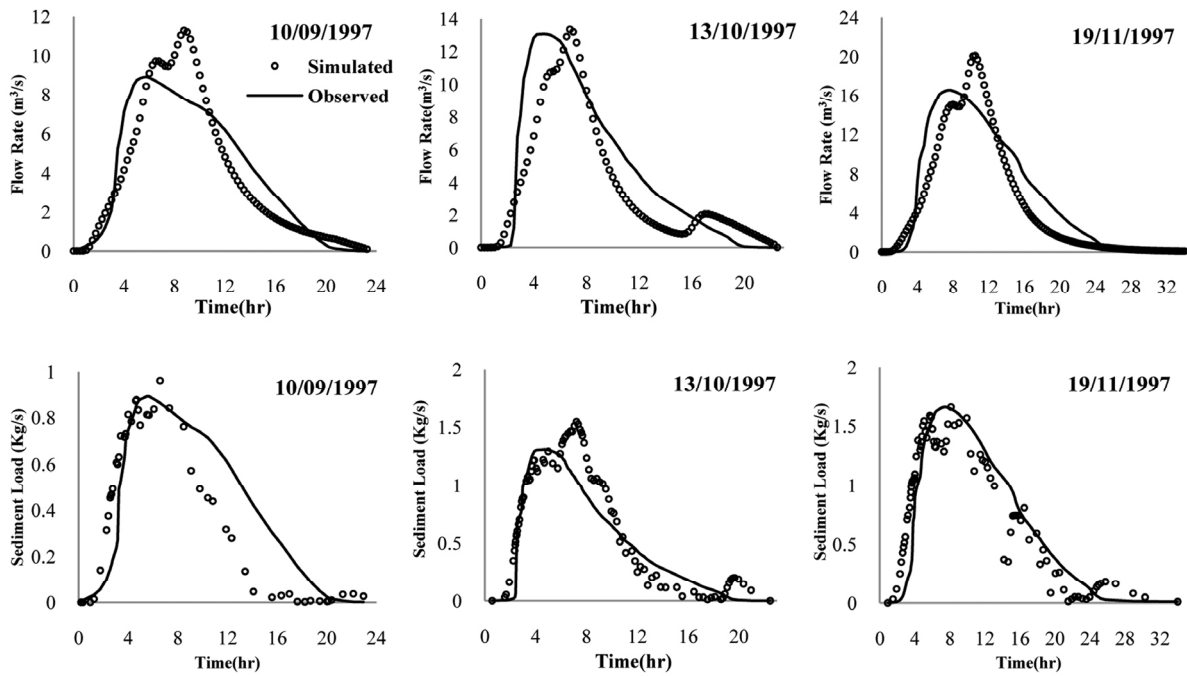 10/09/1997
Simulated
Observed
Flow Rate (m³/s)
12
10
8
6
4
2
0
0 4 8 12 16 20 24
Time(hr)
13/10/1997
Flow Rate(m³/s)
14
12
10
8
6
4
2
0
0 4 8 12 16 20
Time(hr)
19/11/1997
Flow Rate (m³/s)
24
20
16
12
8
4
0
0 4 8 12 16 20 24 28 32
Time(hr)
10/09/1997
Sediment Load (Kg/s)
1
0.8
0.6
0.4
0.2
0
0 4 8 12 16 20 24
Time(hr)
13/10/1997
Sediment Load (Kg/s)
2
1.5
1
0.5
0
0 4 8 12 16 20
Time(hr)
19/11/1997
Sediment Load (Kg/s)
2
1.5
1
0.5
0
0 4 8 12 16 20 24 28 32
Time(hr)